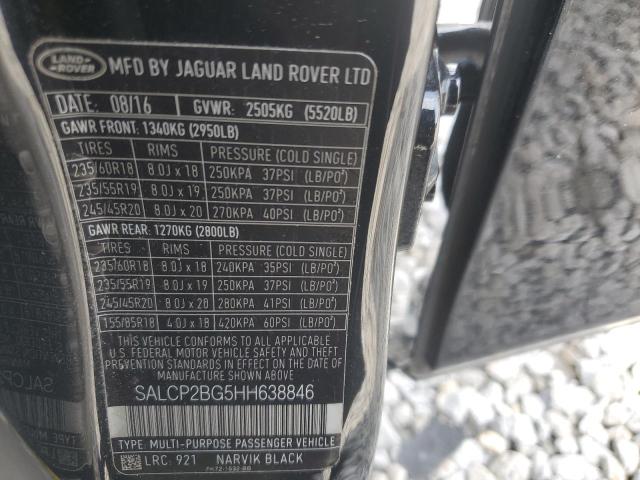 LAND-
ROVER
MFD BY JAGUAR LAND ROVER LTD
DATE: 08/16 GVWR: 2505KG (5520LB)
GAWR FRONT: 1340KG (2950LB)
TIRES RIMS PRESSURE (COLD SINGLE)
235/60R18 8.0J x 18 250KPA 37PSI (LB/PO²)
235/55R19 8.0J x 19 250KPA 37PSI (LB/PO²)
245/45R20 8.0J x 20 270KPA 40PSI (LB/PO²)
GAWR REAR: 1270KG (2800LB)
TIRES RIMS PRESSURE (COLD SINGLE)
235/60R18 8.0J x 18 240KPA 35PSI (LB/PO²)
235/55R19 8.0J x 19 250KPA 37PSI (LB/PO²)
245/45R20 8.0J x 20 280KPA 41PSI (LB/PO²)
155/85R18 4.0J x 18 420KPA 60PSI (LB/PO²)
THIS VEHICLE CONFORMS TO ALL APPLICABLE
U.S. FEDERAL MOTOR VEHICLE SAFETY AND THEFT
PREVENTION STANDARDS IN EFFECT ON THE DATE
OF MANUFACTURE SHOWN ABOVE.
SALCP2BG5HH638846
TYPE: MULTI-PURPOSE PASSENGER VEHICLE
LRC: 921 NARVIK BLACK